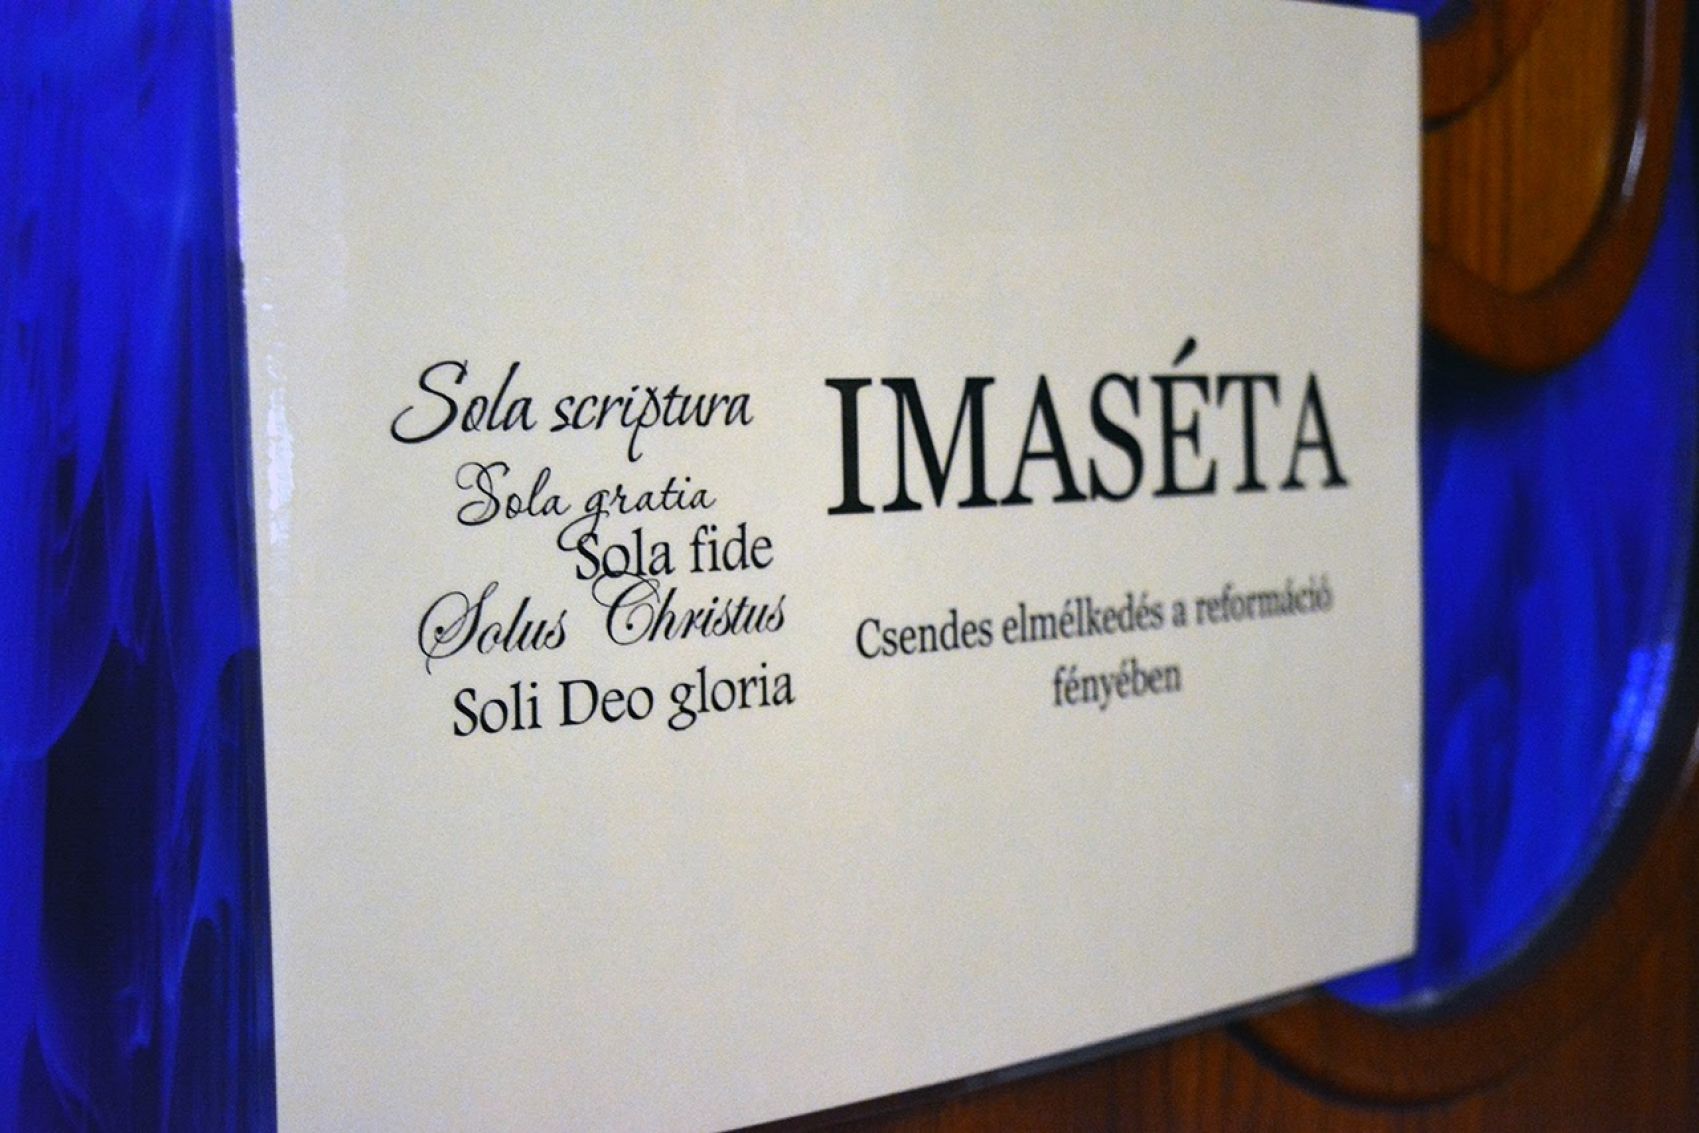 Sola scriptura
Sola gratia
Sola fide
Solus Christus
Soli Deo gloria
IMASÉTA
Csendes elmélkedés a reformáció
fényében